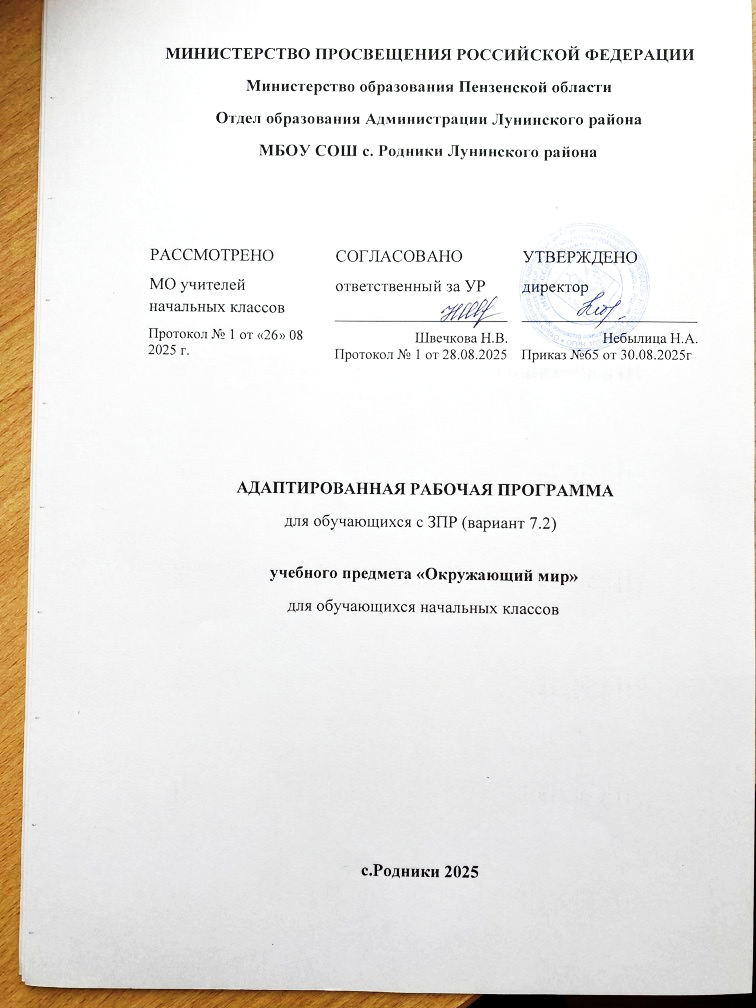 МИНИСТЕРСТВО ПРОСВЕЩЕНИЯ РОССИЙСКОЙ ФЕДЕРАЦИИ
Министерство образования Пензенской области
Отдел образования Администрации Лунинского района
МБОУ СОШ с. Родники Лунинского района
РАССМОТРЕНО
МО учителей
начальных классов
Протокол № 1 от «26» 08
2025 г.
СОГЛАСОВАНО
ответственный за УР
Швечкова Н.В.
Протокол № 1 от 28.08.2025
УТВЕРЖДЕНО
директор
Небылица Н.А.
Приказ №65 от 30.08.2025г
АДАПТИРОВАННАЯ РАБОЧАЯ ПРОГРАММА
для обучающихся с ЗПР (вариант 7.2)
учебного предмета «Окружающий мир»
для обучающихся начальных классов
с.Родники 2025